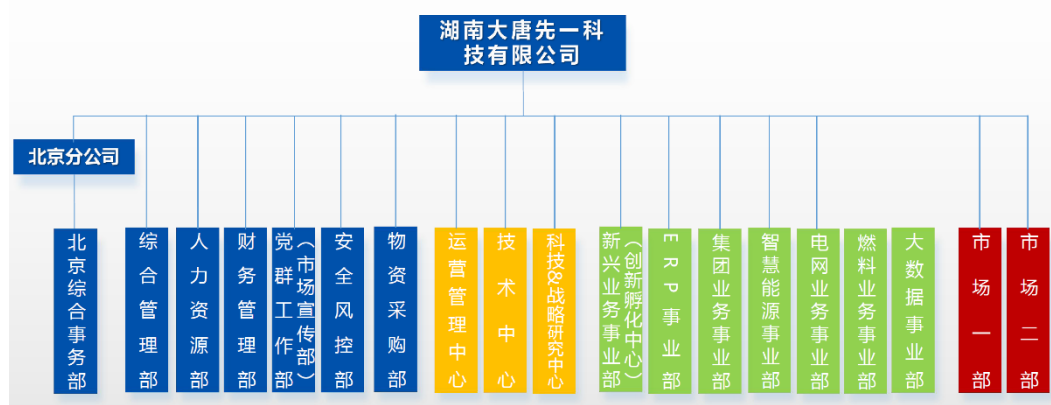 湖南大唐先一科
技有限公司
北京分公司
北京综合事务部
综合管理部
人力资源部
财务管理部
党群工作部
（市场宣传部）
安全风控部
物资采购部
运营管理中心
技术中心
科技&战略研究中心
新兴业务事业部
（创新孵化中心）
ERP事业部
集团业务事业部
智慧能源事业部
电网业务事业部
燃料业务事业部
大数据事业部
市场一部
市场二部